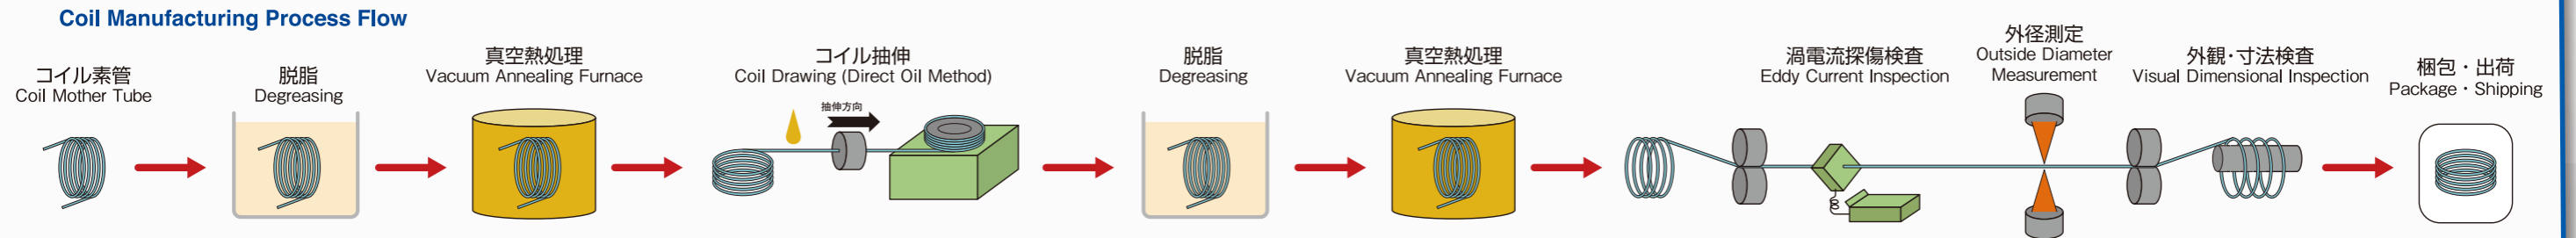 Coil Manufacturing Process Flow
コイル素管
Coil Mother Tube
脱脂
Degreasing
真空熱処理
Vacuum Annealing Furnace
コイル抽伸
Coil Drawing (Direct Oil Method)
抽伸方向
脱脂
Degreasing
真空熱処理
Vacuum Annealing Furnace
渦電流探傷検査
Eddy Current Inspection
外径測定
Outside Diameter
Measurement
外観･寸法検査
Visual Dimensional Inspection
梱包・出荷
Package・Shipping